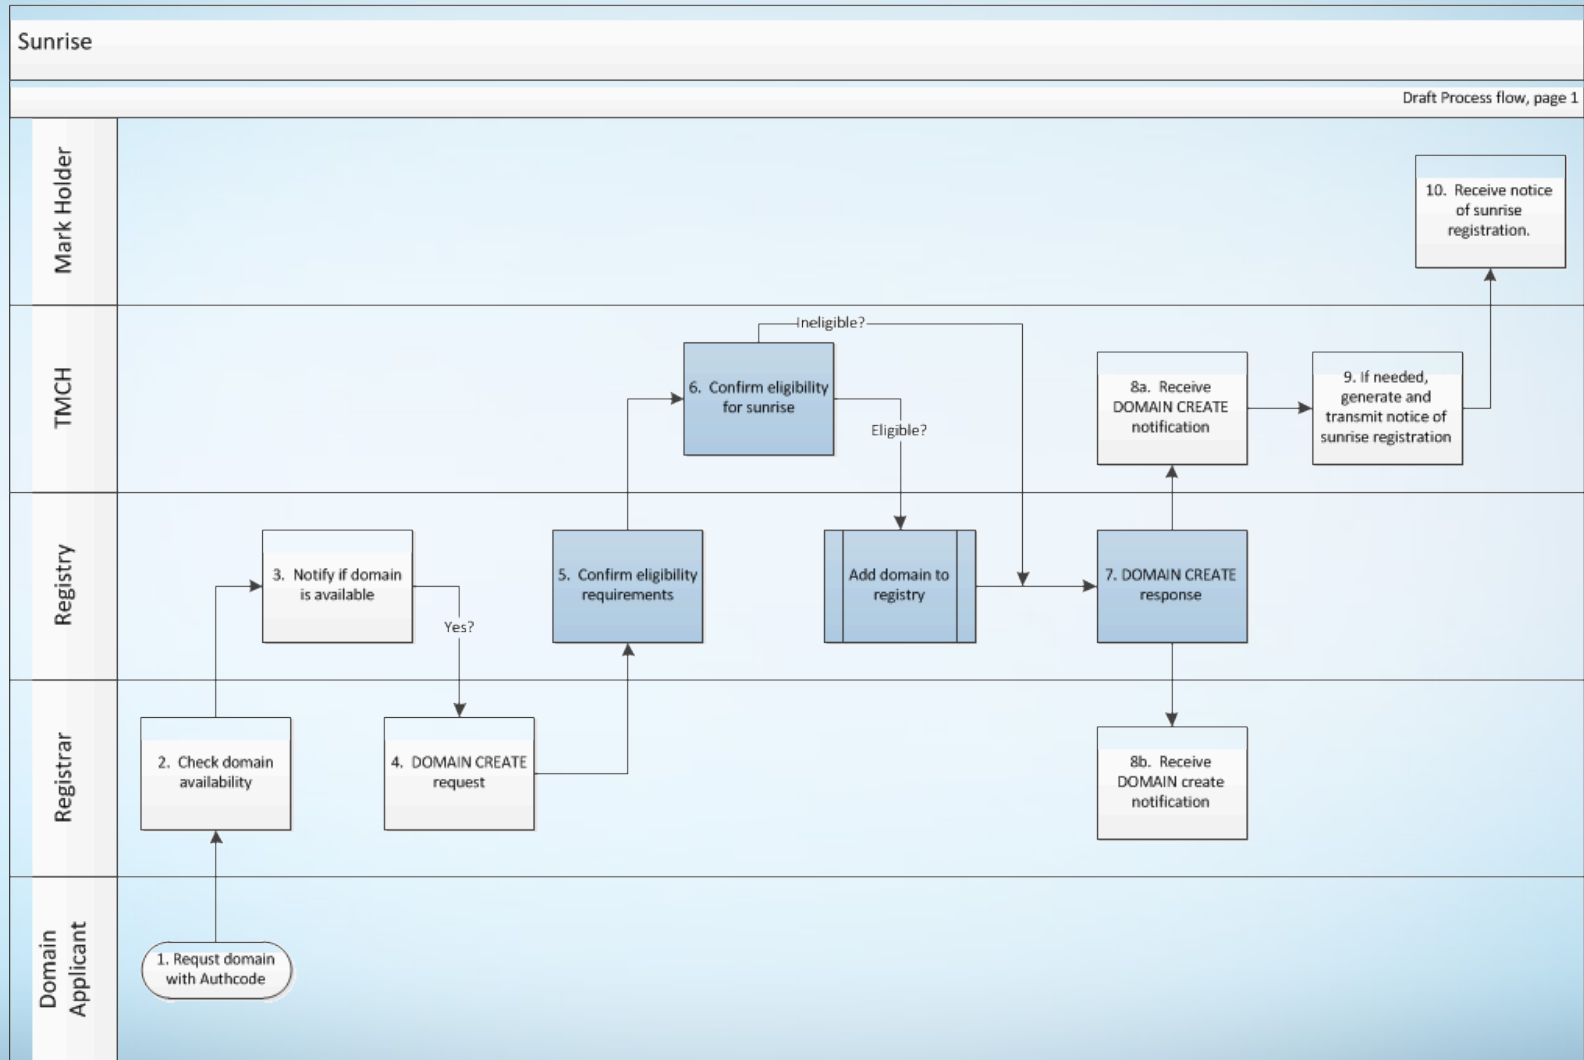 Sunrise
Draft Process flow, page 1
Mark Holder
10. Receive notice
of sunrise
registration.
TMCH
Ineligible?
6. Confirm eligibility
for sunrise
Eligible?
8a. Receive
DOMAIN CREATE
notification
9. If needed,
generate and
transmit notice of
sunrise registration
Registry
3. Notify if domain
is available
Yes?
5. Confirm eligibility
requirements
Add domain to
registry
7. DOMAIN CREATE
response
Registrar
2. Check domain
availability
4. DOMAIN CREATE
request
8b. Receive
DOMAIN create
notification
Domain
Applicant
1. Requst domain
with Authcode